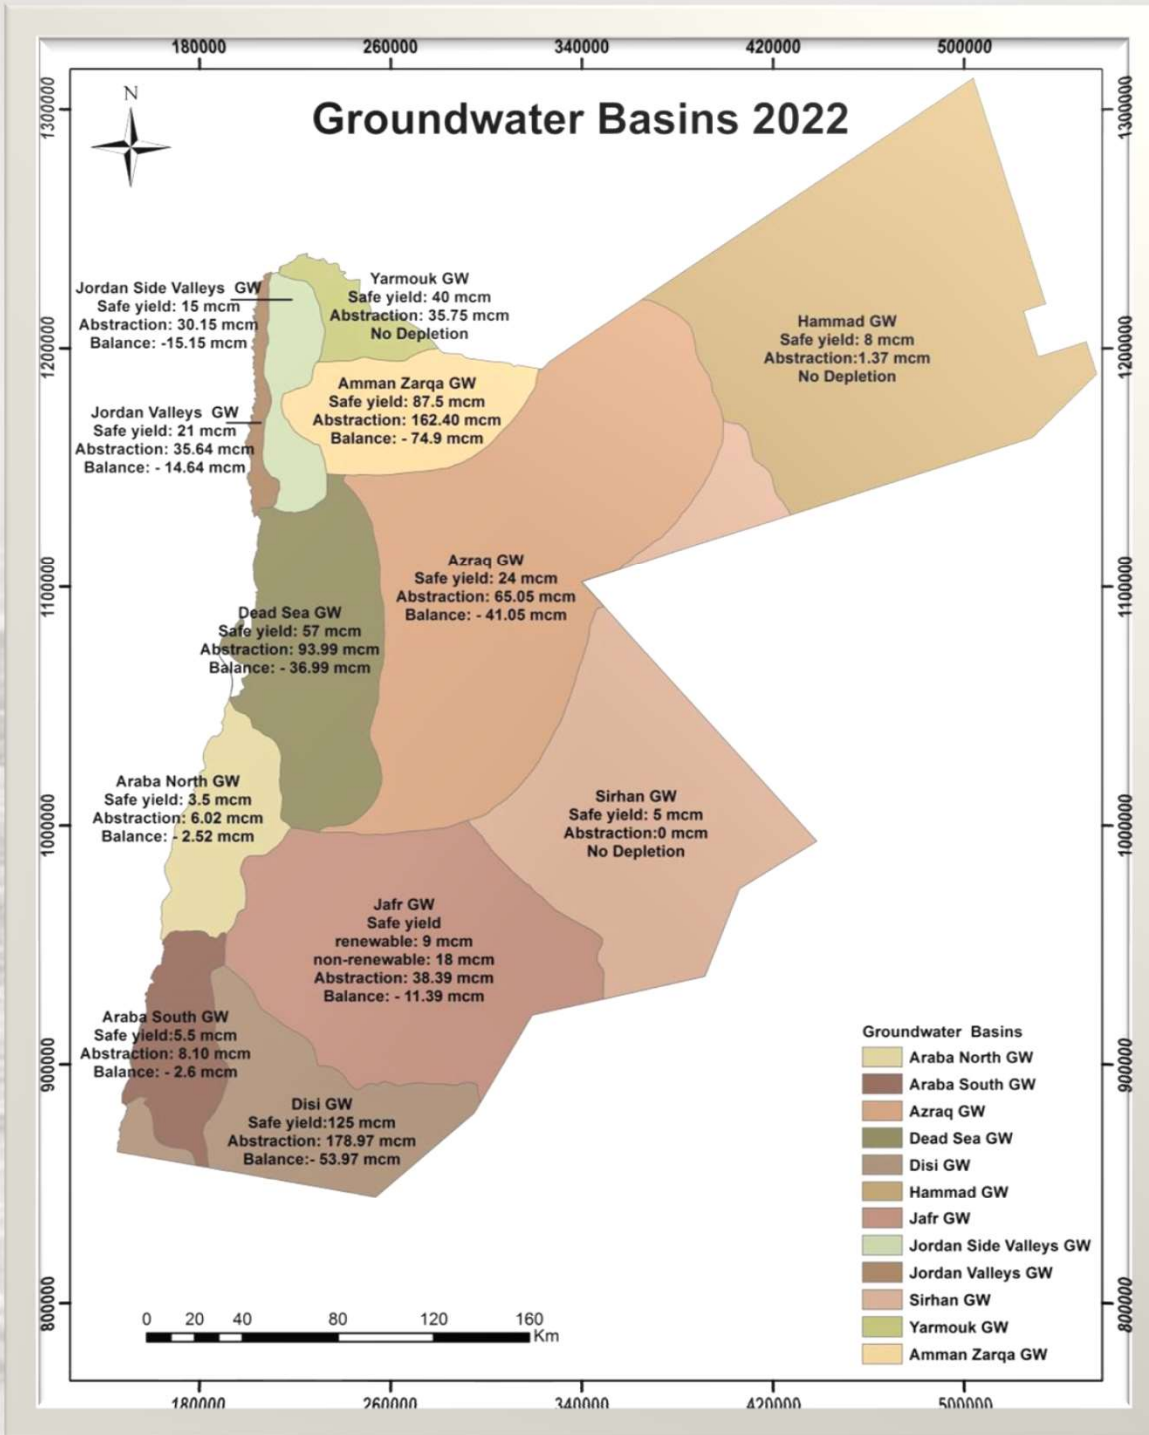 180000 260000 340000 420000 500000
Groundwater Basins 2022
N
1300000 1300000
1200000 1200000
1100000 1100000
1000000 1000000
900000 900000
800000 800000
Jordan Side Valleys GW
Safe yield: 15 mcm
Abstraction: 30.15 mcm
Balance: -15.15 mcm
Yarmouk GW
Safe yield: 40 mcm
Abstraction: 35.75 mcm
No Depletion
Hammad GW
Safe yield: 8 mcm
Abstraction:1.37 mcm
No Depletion
Amman Zarqa GW
Safe yield: 87.5 mcm
Abstraction: 162.40 mcm
Balance: - 74.9 mcm
Jordan Valleys GW
Safe yield: 21 mcm
Abstraction: 35.64 mcm
Balance: - 14.64 mcm
Azraq GW
Safe yield: 24 mcm
Abstraction: 65.05 mcm
Balance: - 41.05 mcm
Dead Sea GW
Safe yield: 57 mcm
Abstraction: 93.99 mcm
Balance: - 36.99 mcm
Araba North GW
Safe yield: 3.5 mcm
Abstraction: 6.02 mcm
Balance: - 2.52 mcm
Sirhan GW
Safe yield: 5 mcm
Abstraction:0 mcm
No Depletion
Jafr GW
Safe yield
renewable: 9 mcm
non-renewable: 18 mcm
Abstraction: 38.39 mcm
Balance: - 11.39 mcm
Araba South GW
Safe yield:5.5 mcm
Abstraction: 8.10 mcm
Balance: - 2.6 mcm
Disi GW
Safe yield:125 mcm
Abstraction: 178.97 mcm
Balance:- 53.97 mcm
Groundwater Basins
Araba North GW
Araba South GW
Azraq GW
Dead Sea GW
Disi GW
Hammad GW
Jafr GW
Jordan Side Valleys GW
Jordan Valleys GW
Sirhan GW
Yarmouk GW
Amman Zarqa GW
0 20 40 80 120 160
Km
180000 260000 340000 420000 500000